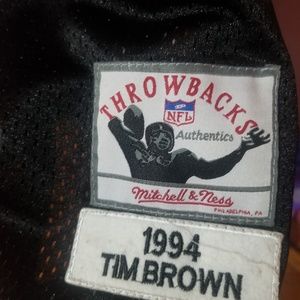 THROWBACKS
NFL
Authentics
Mitchell & Ness
PHILADELPHIA, PA
1994
TIM BROWN